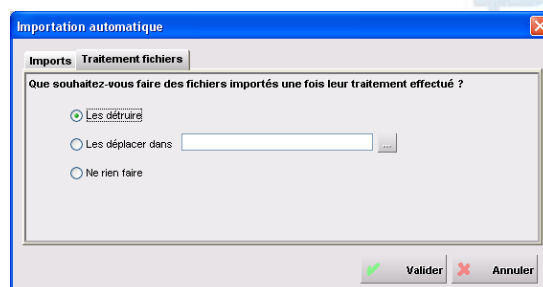 Importation automatique
Imports Traitement fichiers
Que souhaitez-vous faire des fichiers importés une fois leur traitement effectué ?
Les détruire
Les déplacer dans ...
Ne rien faire
Valider Annuler